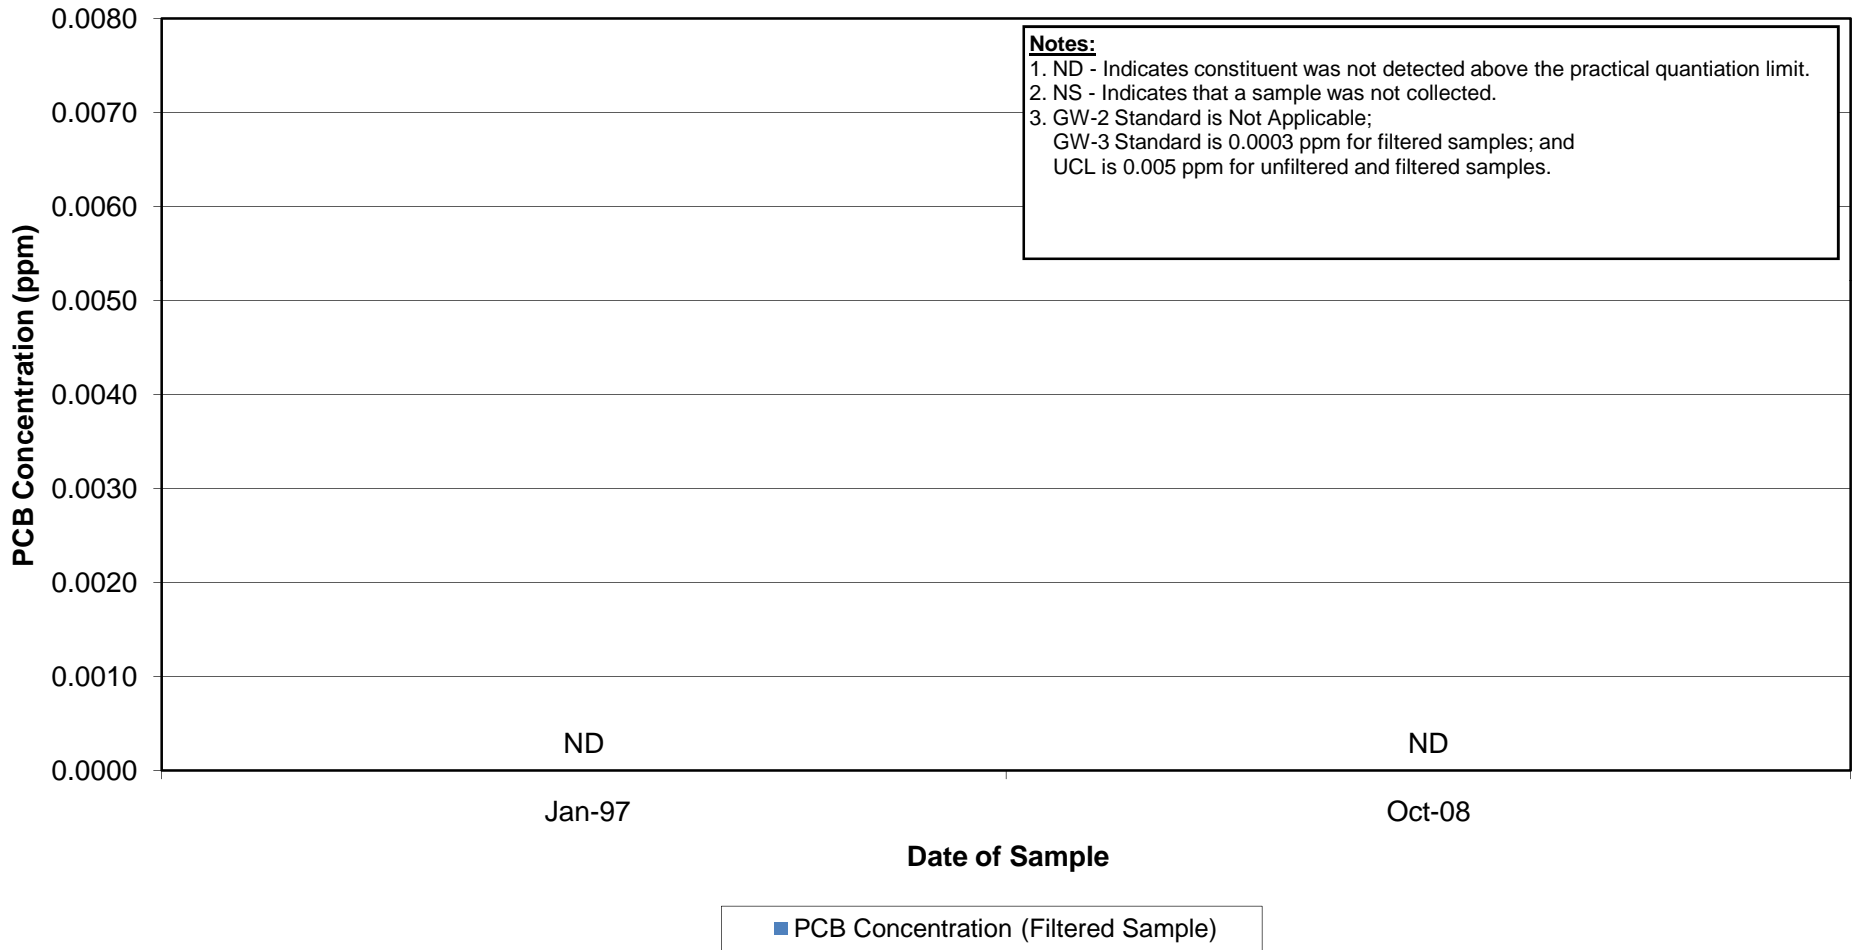 0.0080
0.0070
0.0060
0.0050
0.0040
0.0030
0.0020
0.0010
0.0000
PCB Concentration (ppm)
Notes:
1. ND - Indicates constituent was not detected above the practical quantiation limit.
2. NS - Indicates that a sample was not collected.
3. GW-2 Standard is Not Applicable;
GW-3 Standard is 0.0003 ppm for filtered samples; and
UCL is 0.005 ppm for unfiltered and filtered samples.
ND ND
Jan-97 Oct-08
Date of Sample
PCB Concentration (Filtered Sample)